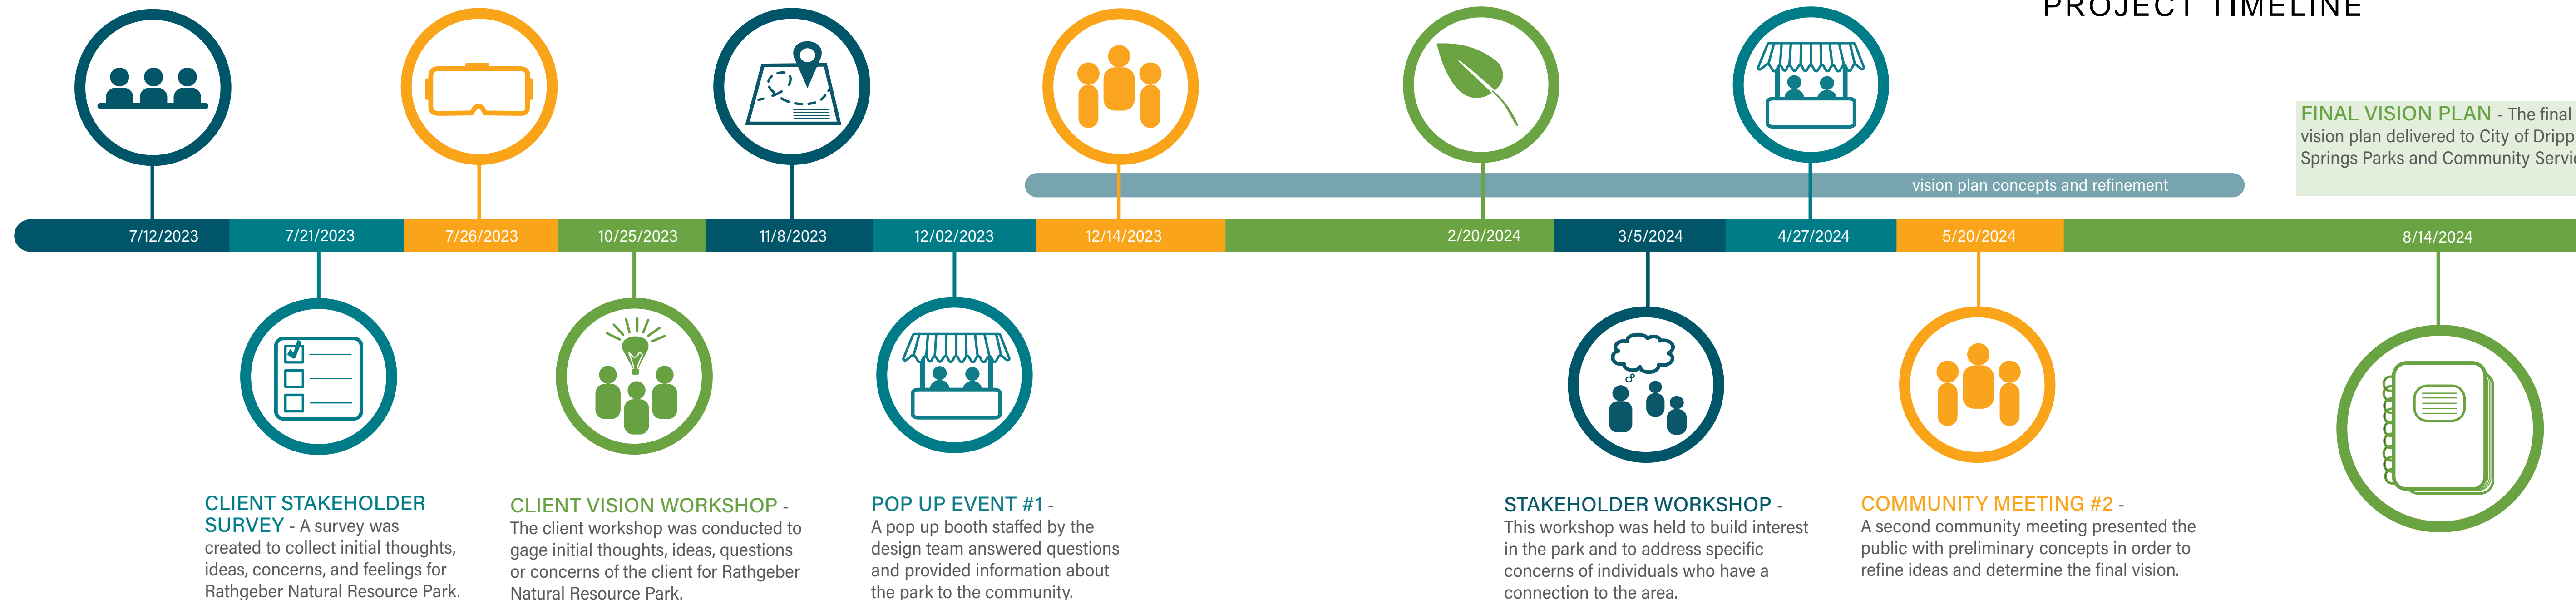 PROJECT TIMELINE
FINAL VISION PLAN - The final
vision plan delivered to City of
Springs Parks and Community
vision plan concepts and refinement
7/12/2023
7/21/2023
7/26/2023
10/25/2023
11/8/2023
12/02/2023
12/14/2023
2/20/2024
3/5/2024
4/27/2024
5/20/2024
8/14/2024
CLIENT STAKEHOLDER
SURVEY - A survey was
created to collect initial thoughts,
ideas, concerns, and feelings for
Rathgeber Natural Resource Park.
CLIENT VISION WORKSHOP -
The client workshop was conducted to
gage initial thoughts, ideas, questions
or concerns of the client for Rathgeber
Natural Resource Park.
POP UP EVENT #1 -
A pop up booth staffed by the
design team answered questions
and provided information about
the park to the community.
STAKEHOLDER WORKSHOP -
This workshop was held to build interest
in the park and to address specific
concerns of individuals who have a
connection to the area.
COMMUNITY MEETING #2 -
A second community meeting presented the
public with preliminary concepts in order to
refine ideas and determine the final vision.